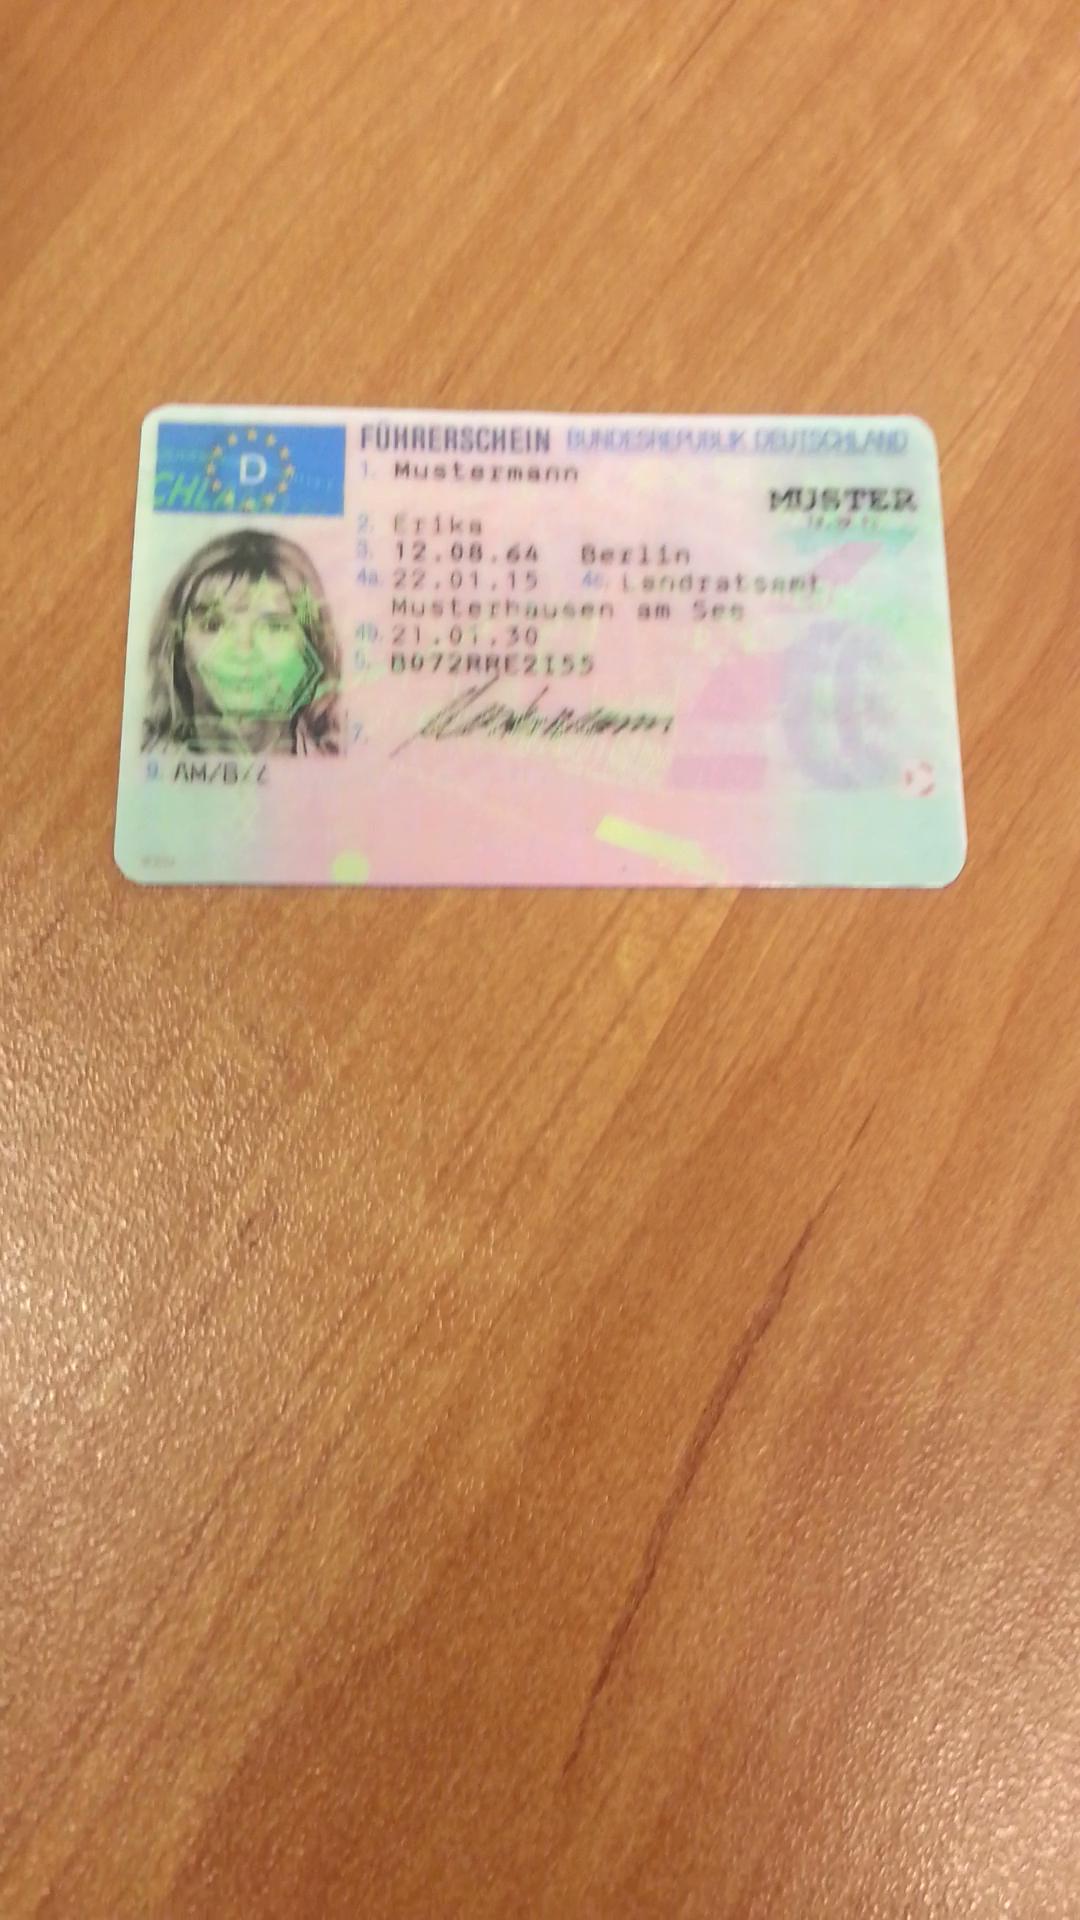 D
FÜHRERSCHEIN BUNDESREPUBLIK DEUTSCHLAND
1. Mustermann
MUSTER
2. Erika
3. 12.08.64 Berlin
4a. 22.01.15 4c. Landratsamt
Musterhausen am See
4b. 21.01.30
5. B072RRE2I55
7.
9. AM/B/L